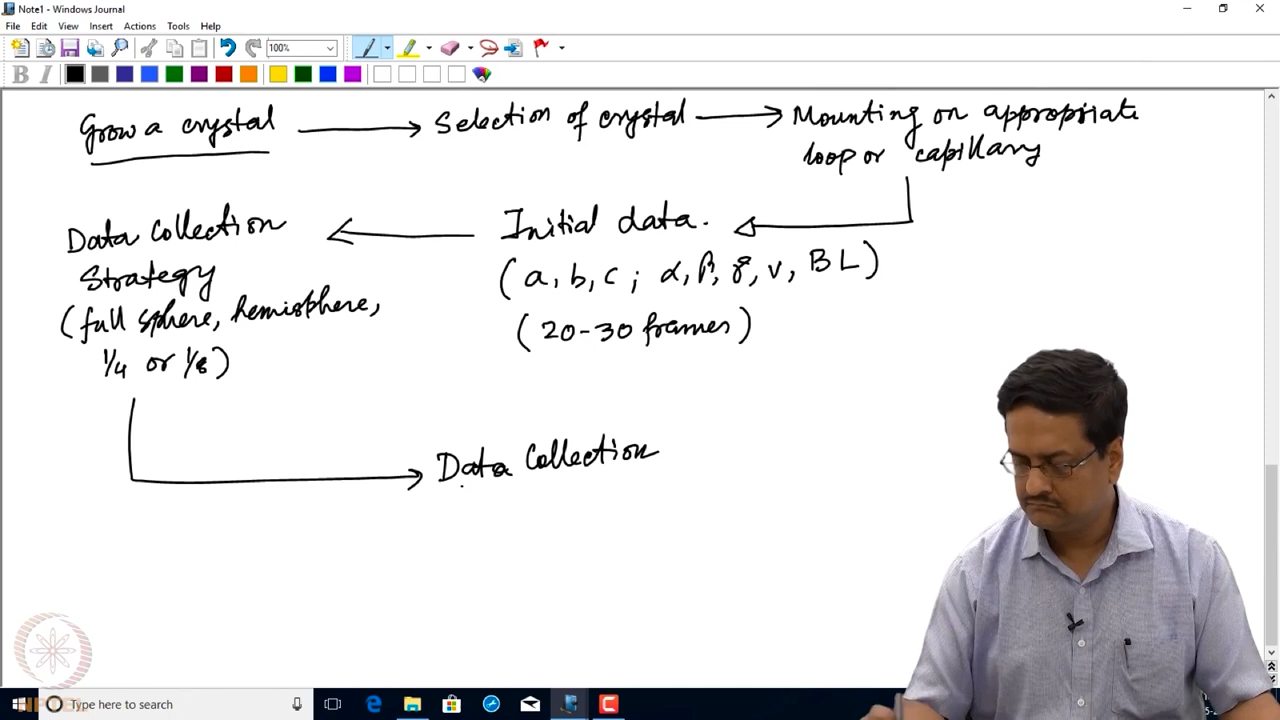 Note1 - Windows Journal
File Edit View Insert Actions Tools Help
100%
B I
Grow a crystal → Selection of crystal → Mounting on appropriate
loop or capillary
Data Collection
Strategy
(full sphere, hemisphere,
1/4 or 1/8)
Initial data.
(a, b, c; α, β, γ, v, BL)
(20-30 frames)
Data Collection
Type here to search